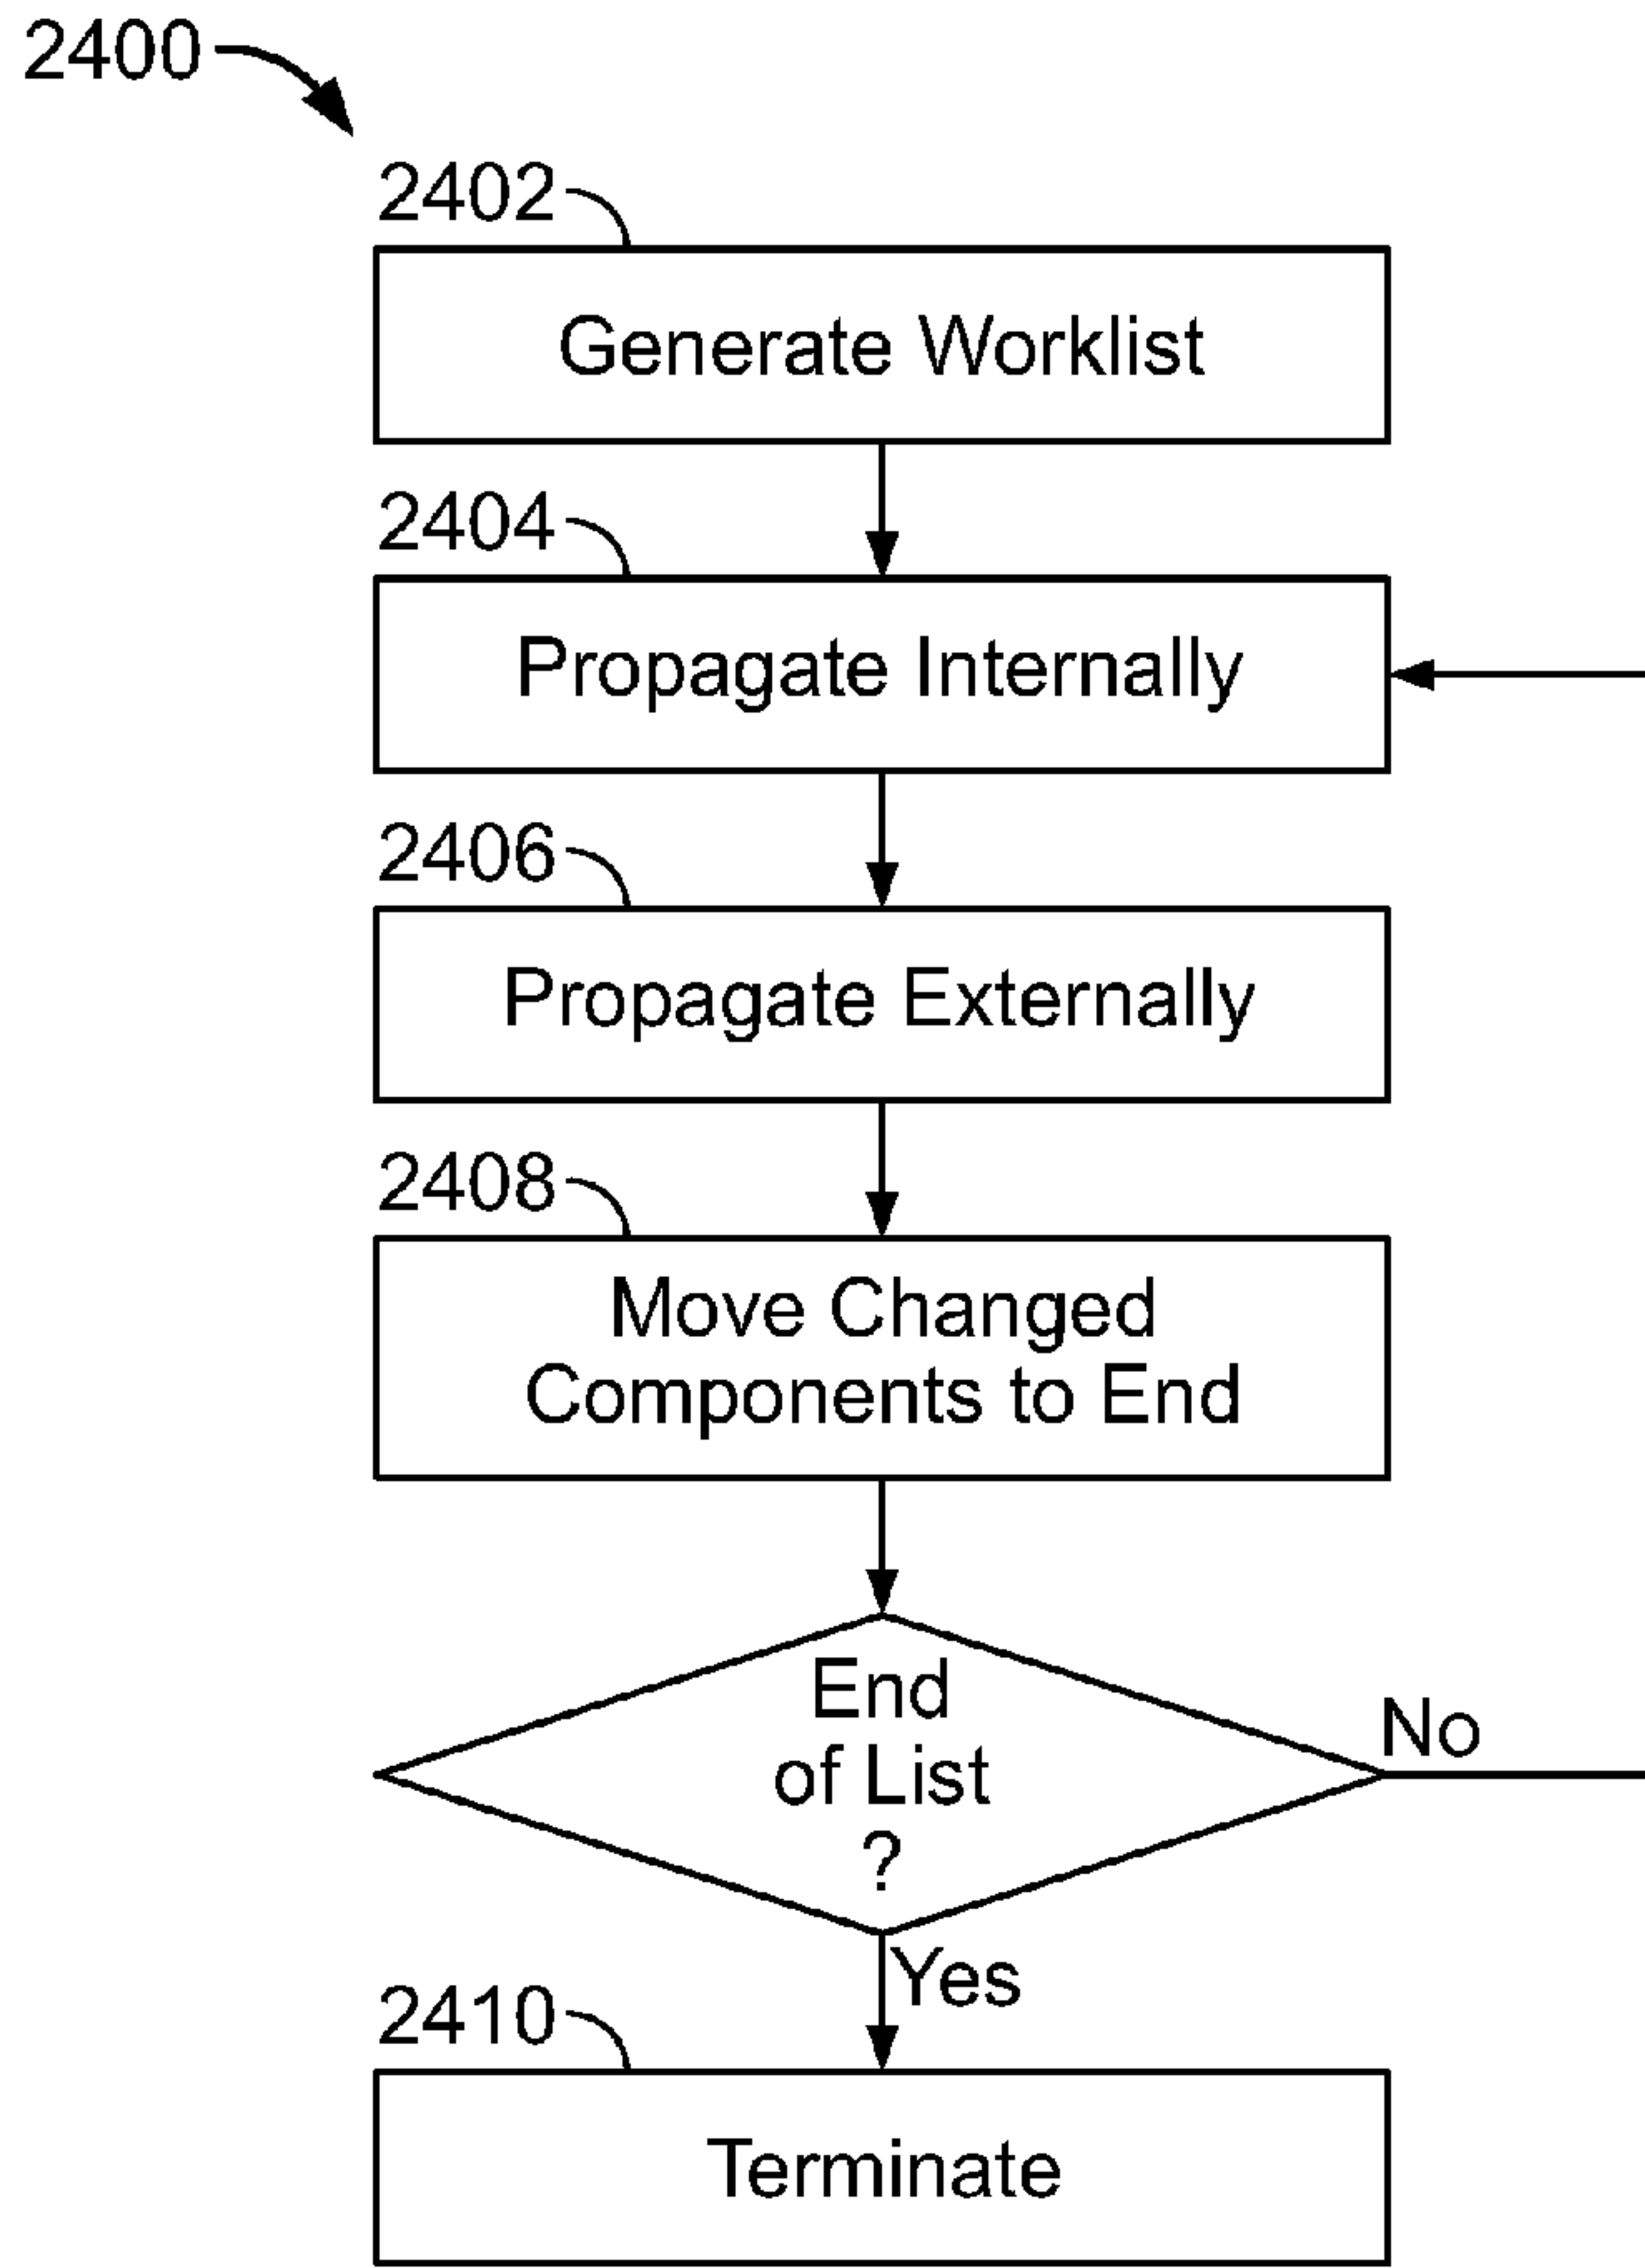 2400
2402
Generate Worklist
2404
Propagate Internally
2406
Propagate Externally
2408
Move Changed
Components to End
End
of List
?
No
Yes
2410
Terminate